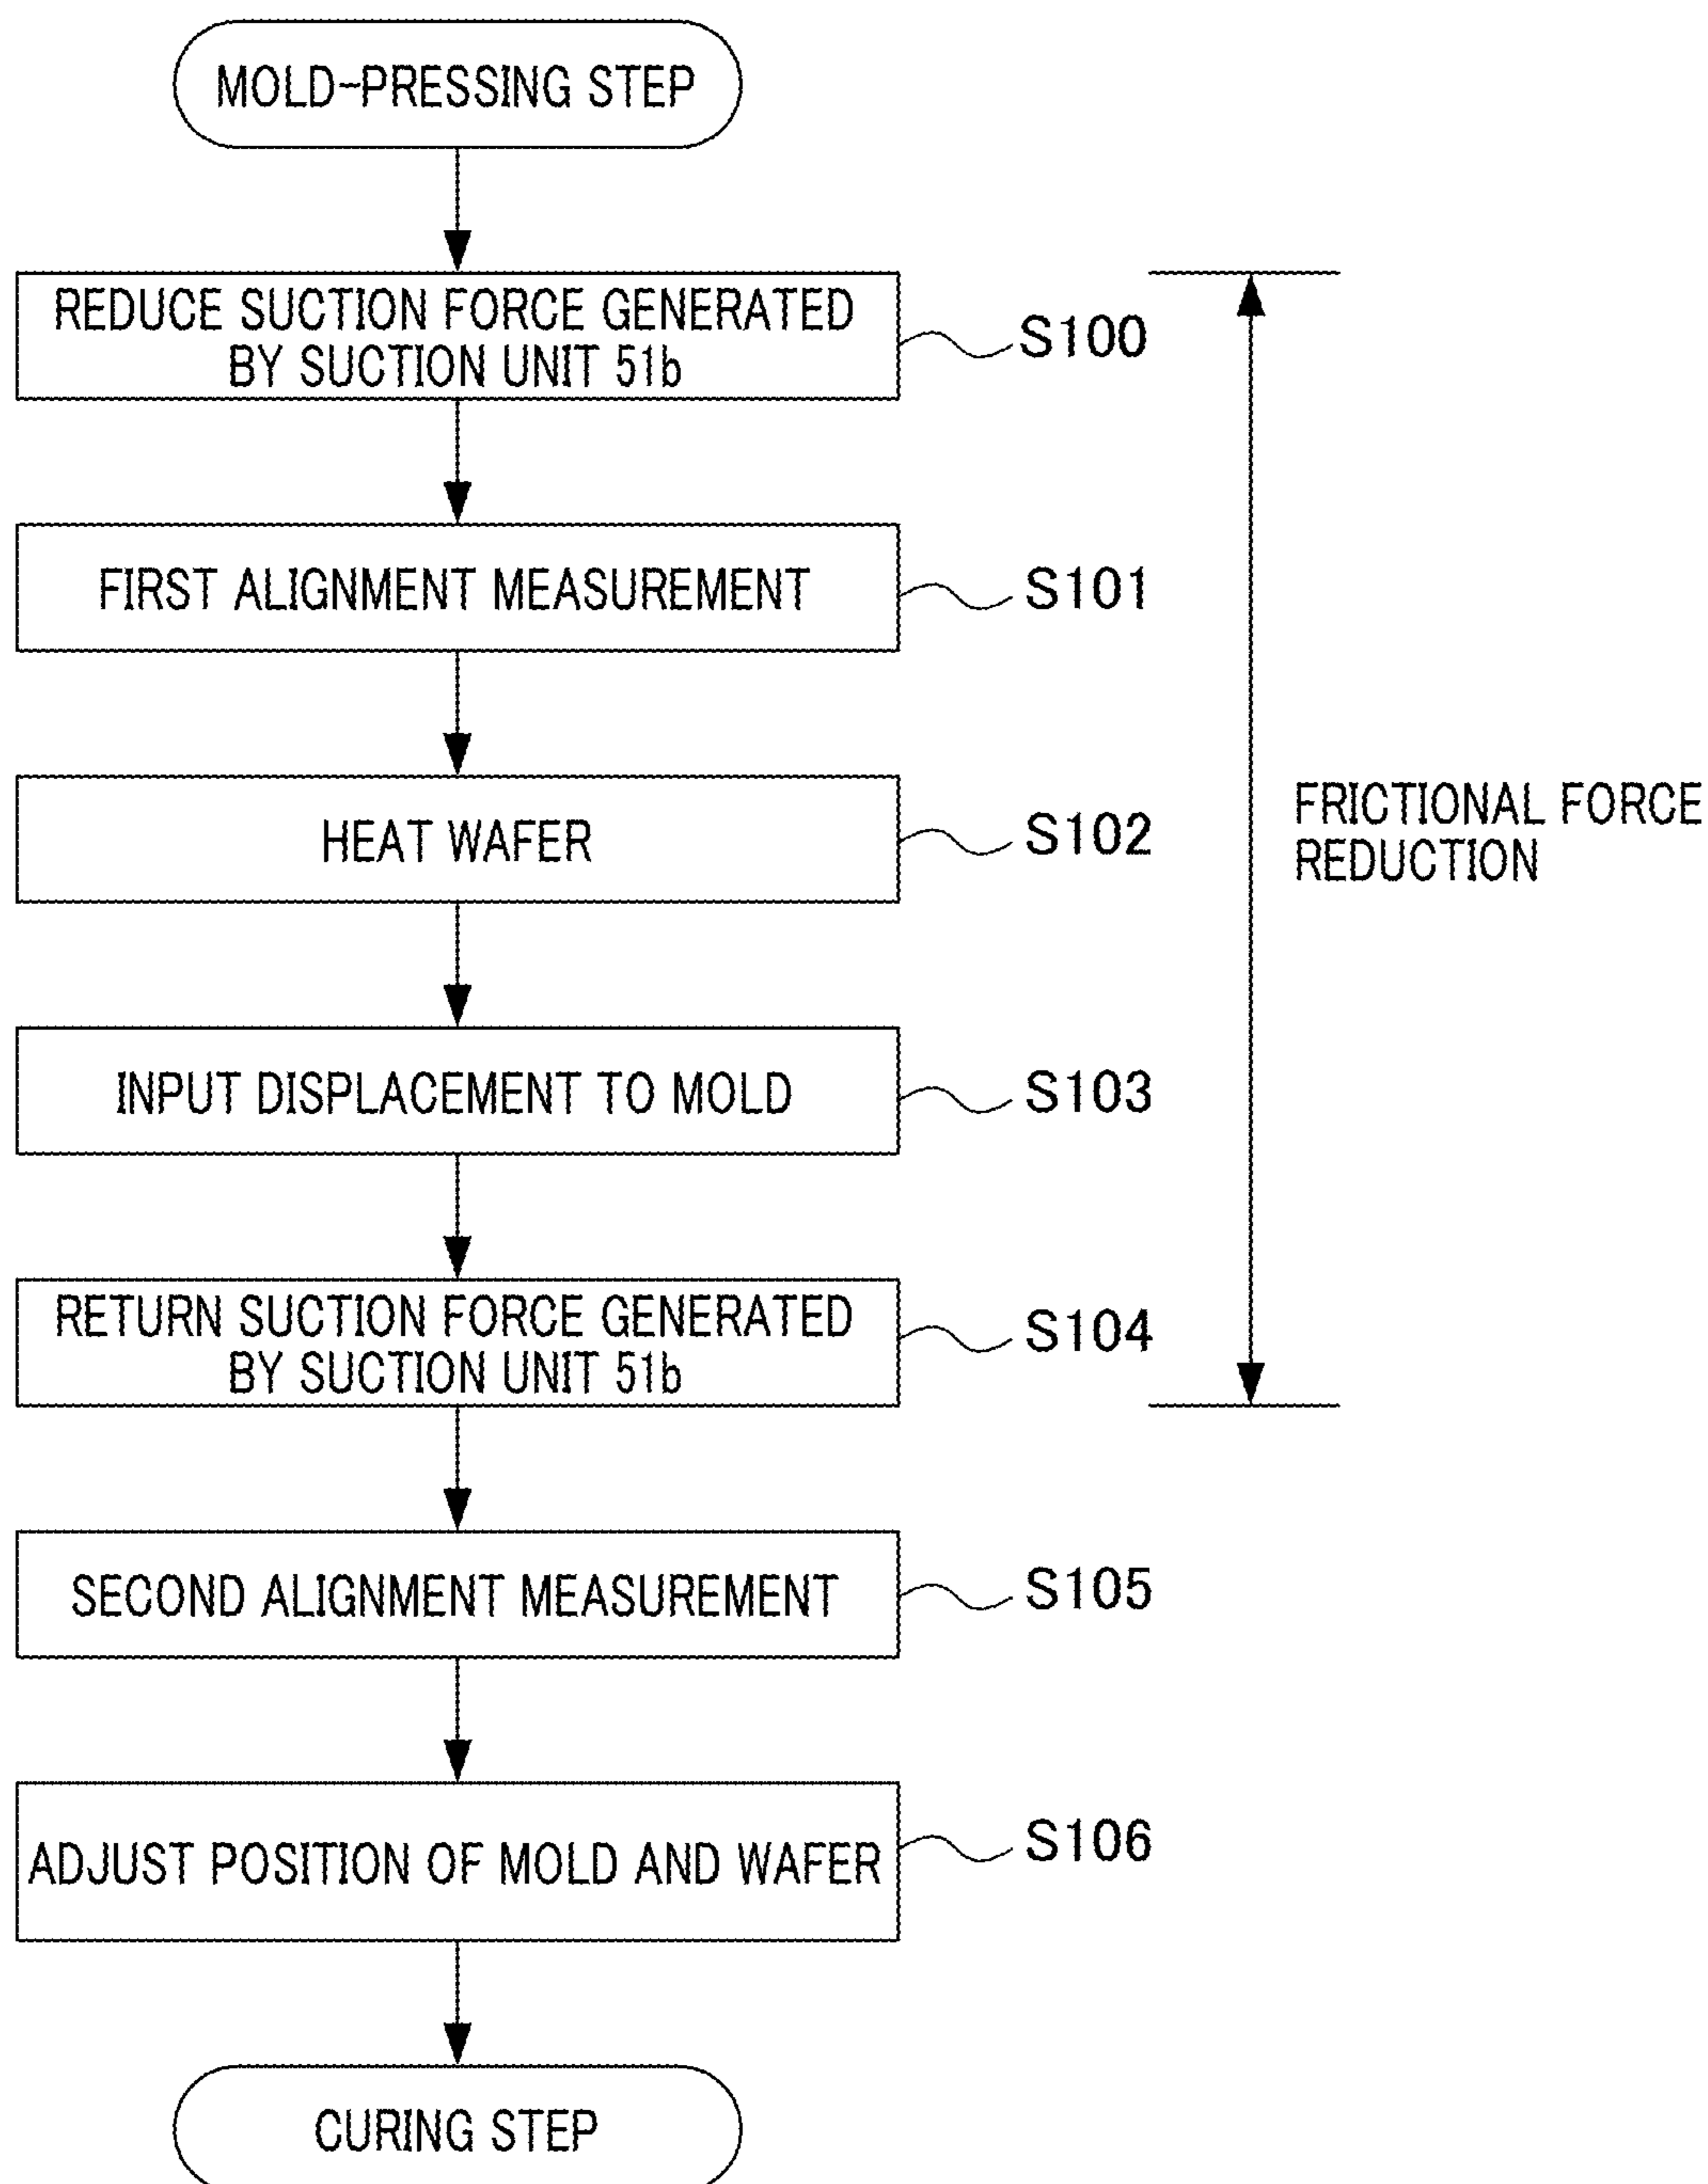 MOLD-PRESSING STEP
REDUCE SUCTION FORCE GENERATED
BY SUCTION UNIT 51b
S100
FIRST ALIGNMENT MEASUREMENT
S101
HEAT WAFER
S102
FRICTIONAL FORCE
REDUCTION
INPUT DISPLACEMENT TO MOLD
S103
RETURN SUCTION FORCE GENERATED
BY SUCTION UNIT 51b
S104
SECOND ALIGNMENT MEASUREMENT
S105
ADJUST POSITION OF MOLD AND WAFER
S106
CURING STEP